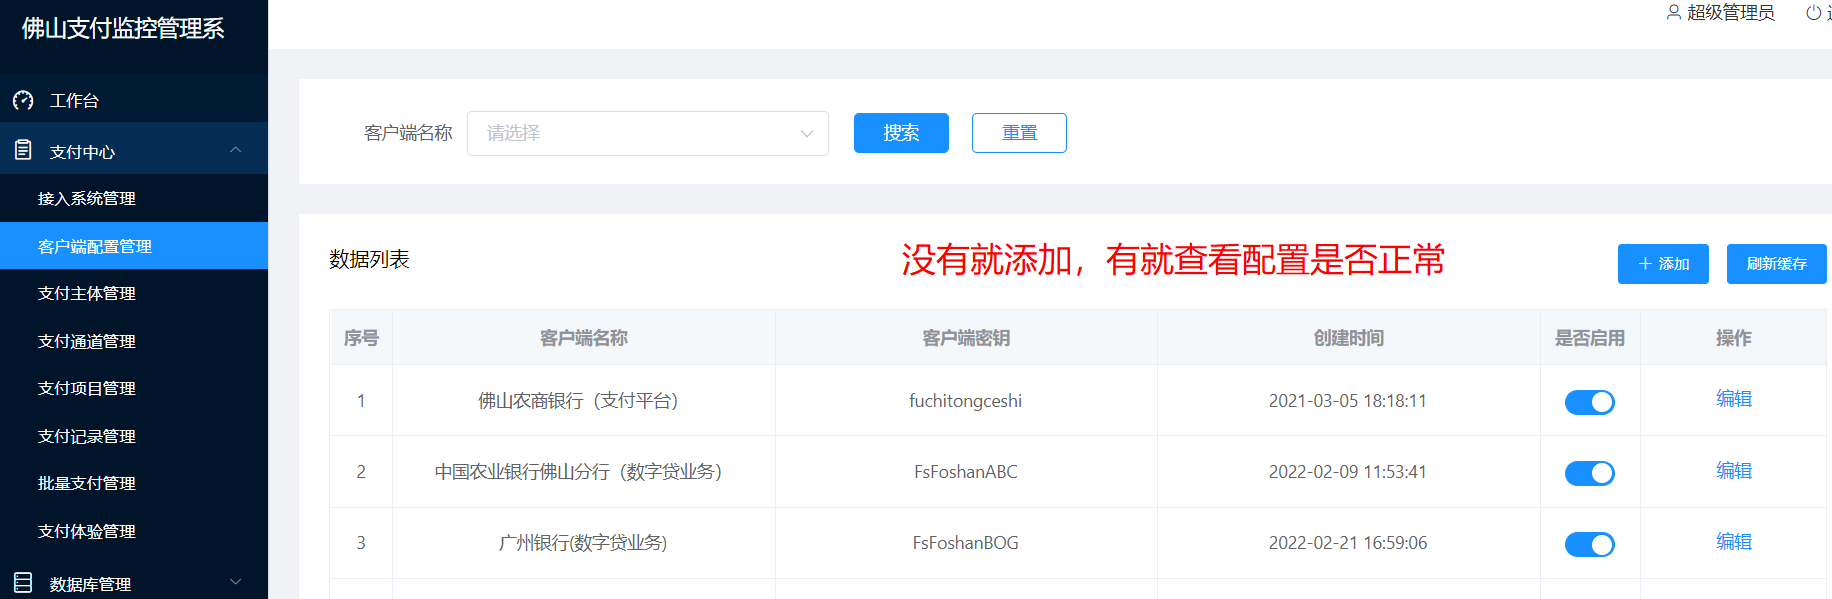 佛山支付监控管理系
超级管理员
工作台
支付中心
接入系统管理
客户端配置管理
支付主体管理
支付通道管理
支付项目管理
支付记录管理
批量支付管理
支付体验管理
数据库管理
客户端名称 请选择 搜索 重置
数据列表 没有就添加，有就查看配置是否正常 + 添加 刷新缓存
序号 客户端名称 客户端密钥 创建时间 是否启用 操作
1 佛山农商银行（支付平台） fuchitongceshi 2021-03-05 18:18:11 编辑
2 中国农业银行佛山分行（数字贷业务） FsFoshanABC 2022-02-09 11:53:41 编辑
3 广州银行(数字贷业务) FsFoshanBOG 2022-02-21 16:59:06 编辑